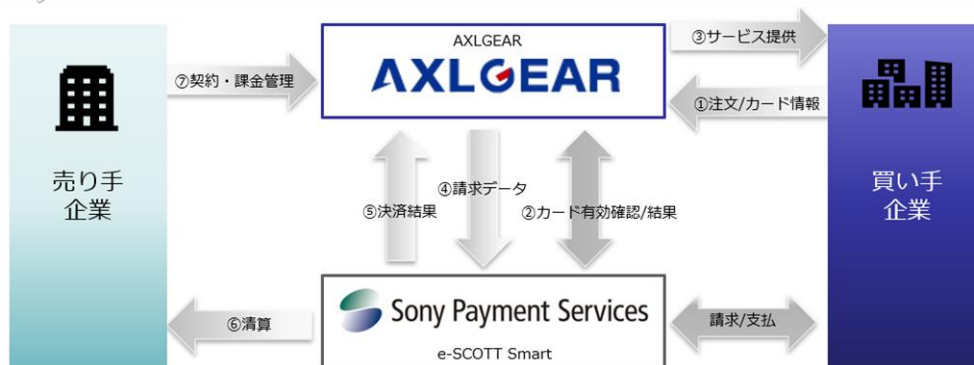 AXLGEAR
AXLGEAR
③サービス提供
⑦契約・課金管理
①注文/カード情報
売り手
企業
買い手
企業
④請求データ
⑤決済結果
②カード有効確認/結果
Sony Payment Services
⑥清算
請求/支払
e-SCOTT Smart